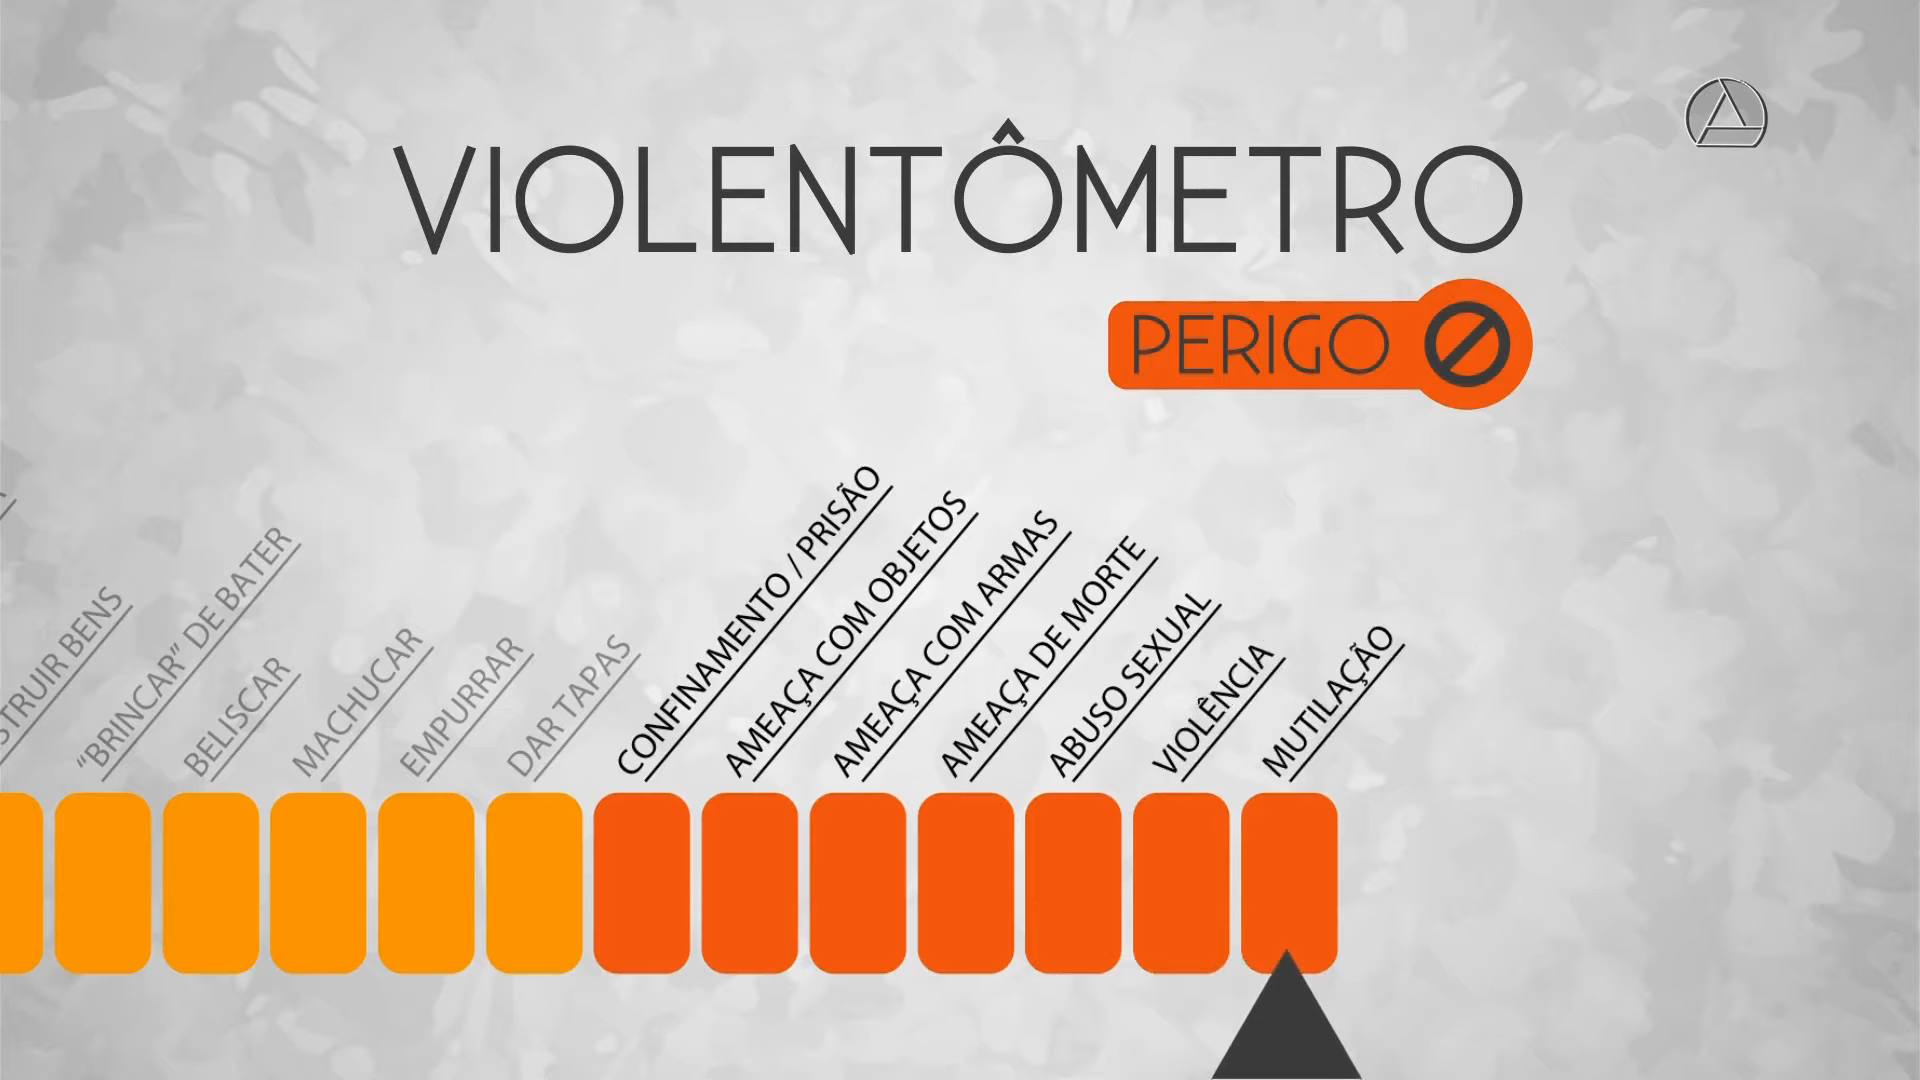 VIOLENTÔMETRO
PERIGO
BENS
"BRINCAR" DE BATER
BELISCAR
MACHUCAR
EMPURRAR
DAR TAPAS
CONFINAMENTO / PRISÃO
AMEAÇA COM OBJETOS
AMEAÇA COM ARMAS
AMEAÇA DE MORTE
ABUSO SEXUAL
VIOLÊNCIA
MUTILAÇÃO